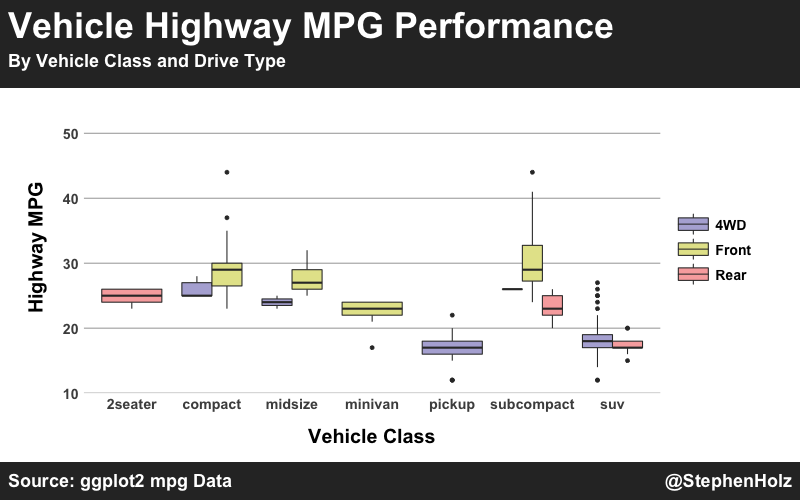 Vehicle Highway MPG Performance
By Vehicle Class and Drive Type
Highway MPG
50
40
30
20
10
2seater compact midsize minivan pickup subcompact suv
Vehicle Class
4WD
Front
Rear
Source: ggplot2 mpg Data @StephenHolz